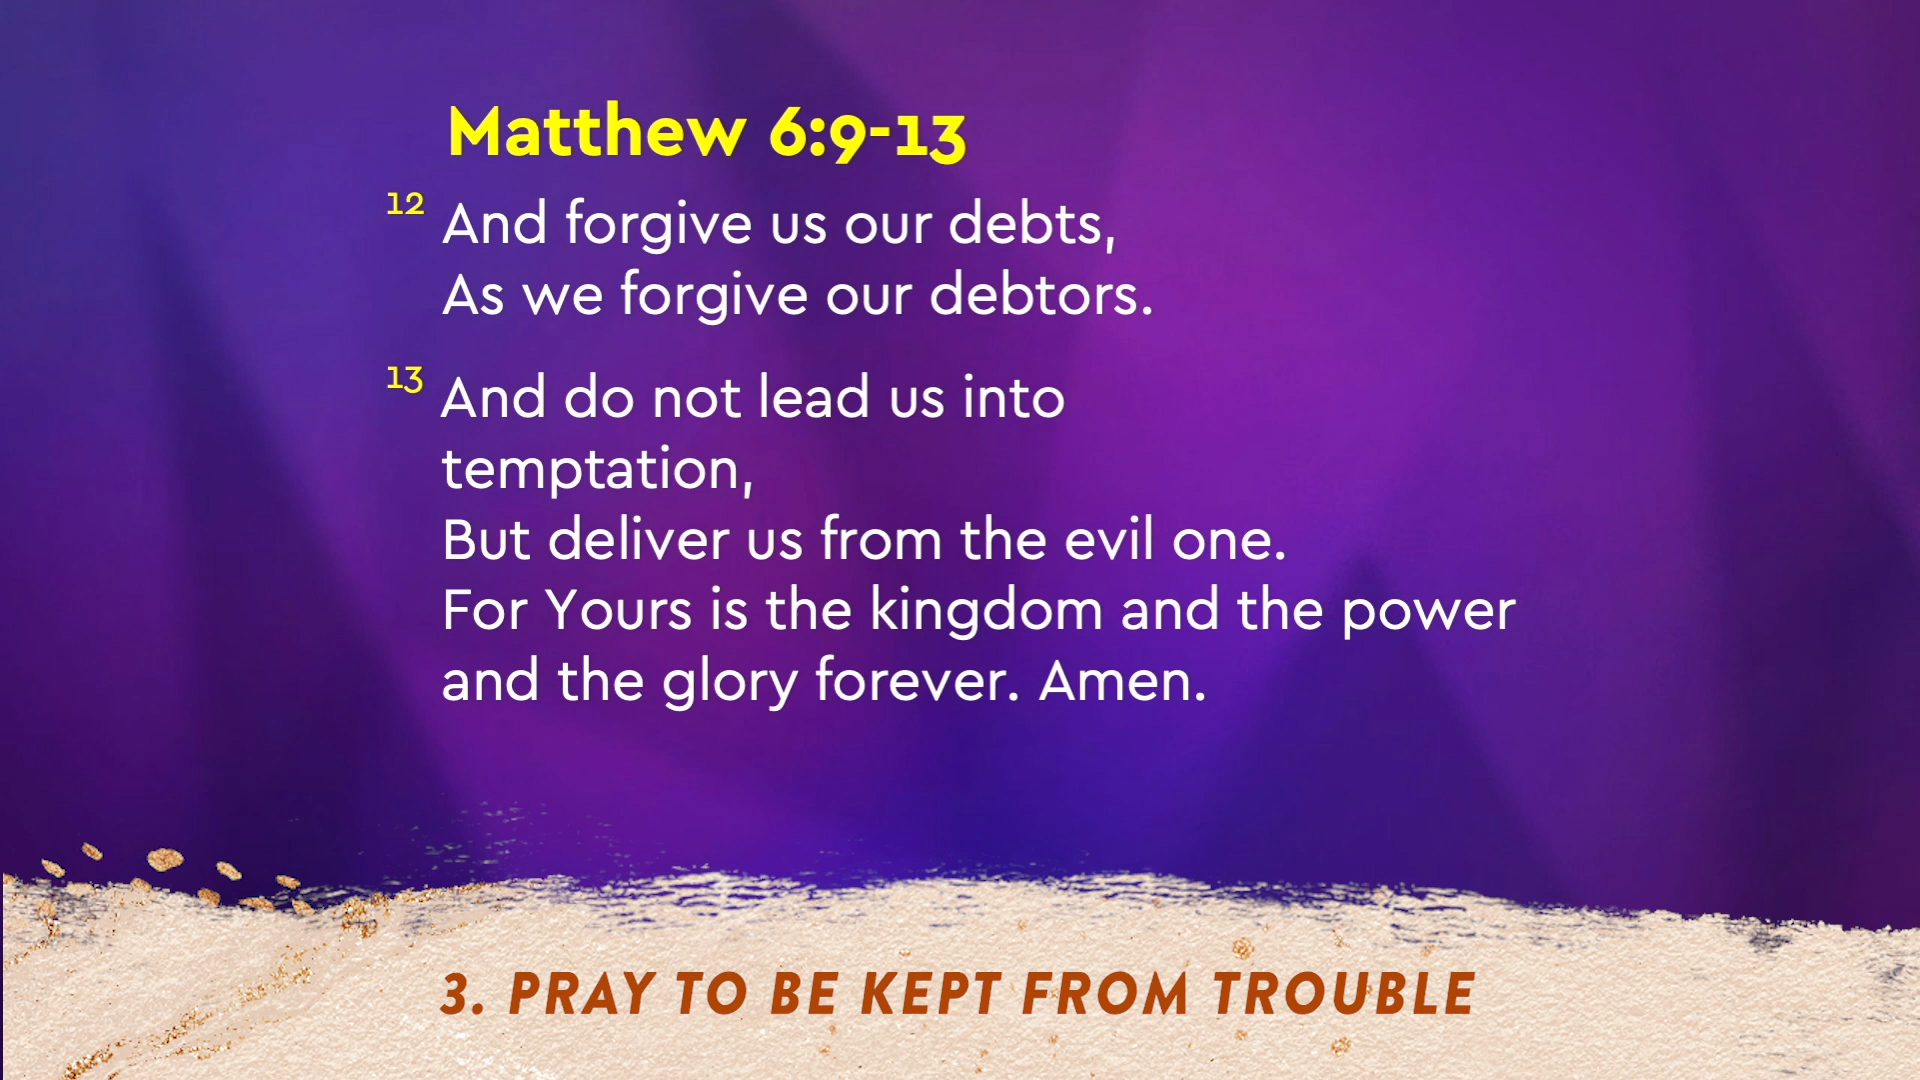 Matthew 6:9-13
12 And forgive us our debts,
As we forgive our debtors.
13 And do not lead us into
temptation,
But deliver us from the evil one.
For Yours is the kingdom and the power
and the glory forever. Amen.
3. PRAY TO BE KEPT FROM TROUBLE